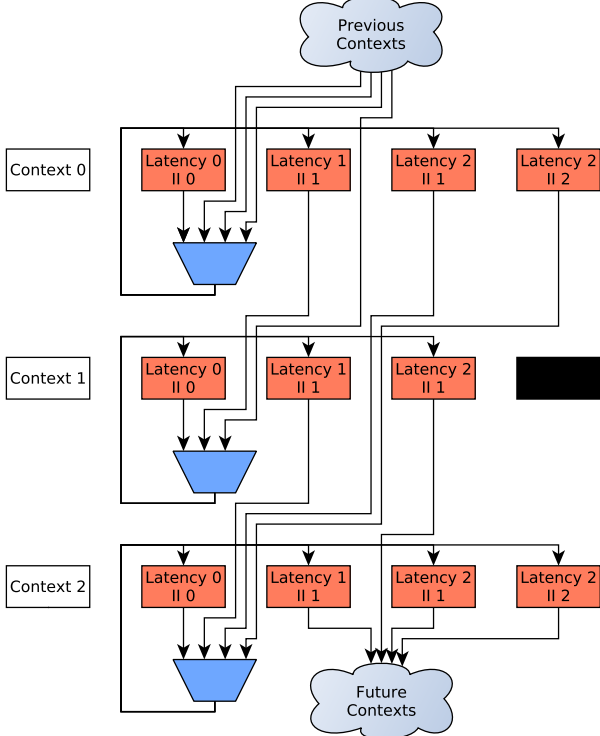 Previous
Contexts
Context 0
Latency 0
II 0
Latency 1
II 1
Latency 2
II 1
Latency 2
II 2
Context 1
Latency 0
II 0
Latency 1
II 1
Latency 2
II 1
Context 2
Latency 0
II 0
Latency 1
II 1
Latency 2
II 1
Latency 2
II 2
Future
Contexts